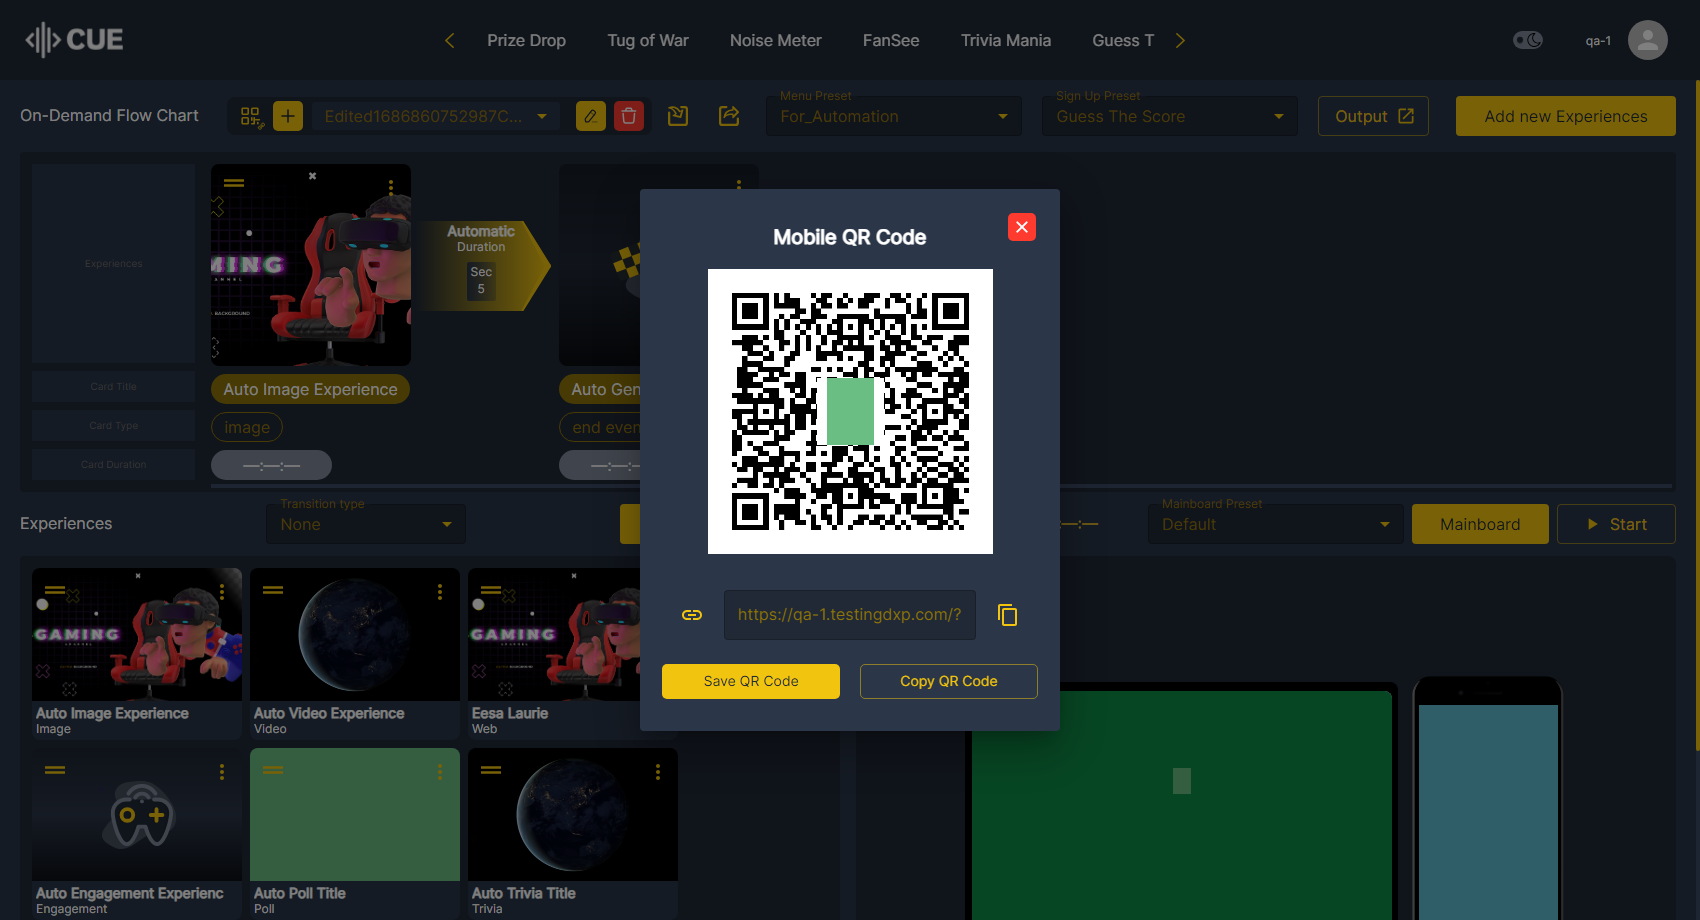 CUE
Prize Drop
Tug of War
Noise Meter
FanSee
Trivia Mania
Guess T
qa-1
On-Demand Flow Chart
Edited1686860752987C...
Menu Preset
For_Automation
Sign Up Preset
Guess The Score
Output
Add new Experiences
Experiences
MING
BACKGROUND
Automatic
Duration
Sec
5
Card Title
Auto Image Experience
Auto Gen
Card Type
image
end even
Card Duration
—:—:—
—:—:—
Mobile QR Code
https://qa-1.testingdxp.com/?
Save QR Code
Copy QR Code
Experiences
Transition type
None
—:—
Mainboard Preset
Default
Mainboard
Start
GAMING
GAMING
Auto Image Experience
Image
Auto Video Experience
Video
Eesa Laurie
Web
Auto Engagement Experienc
Engagement
Auto Poll Title
Poll
Auto Trivia Title
Trivia